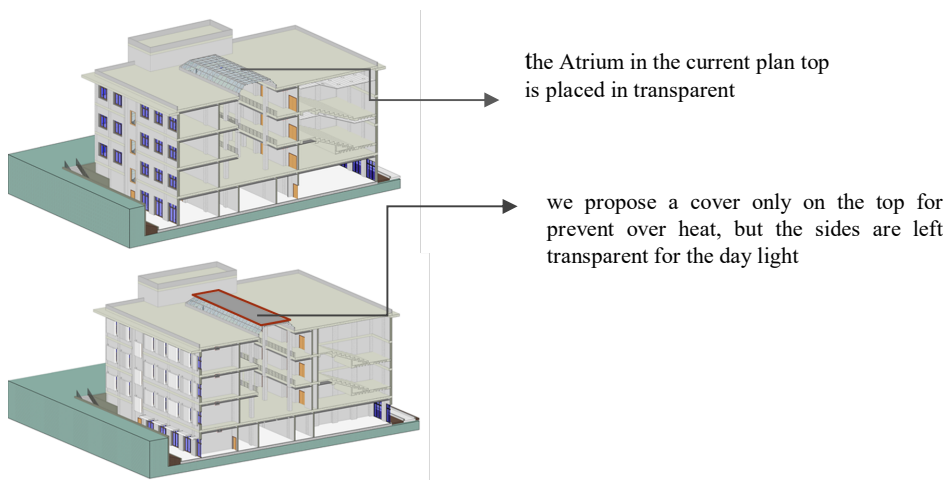 the Atrium in the current plan top
is placed in transparent
we propose a cover only on the top for
prevent over heat, but the sides are left
transparent for the day light